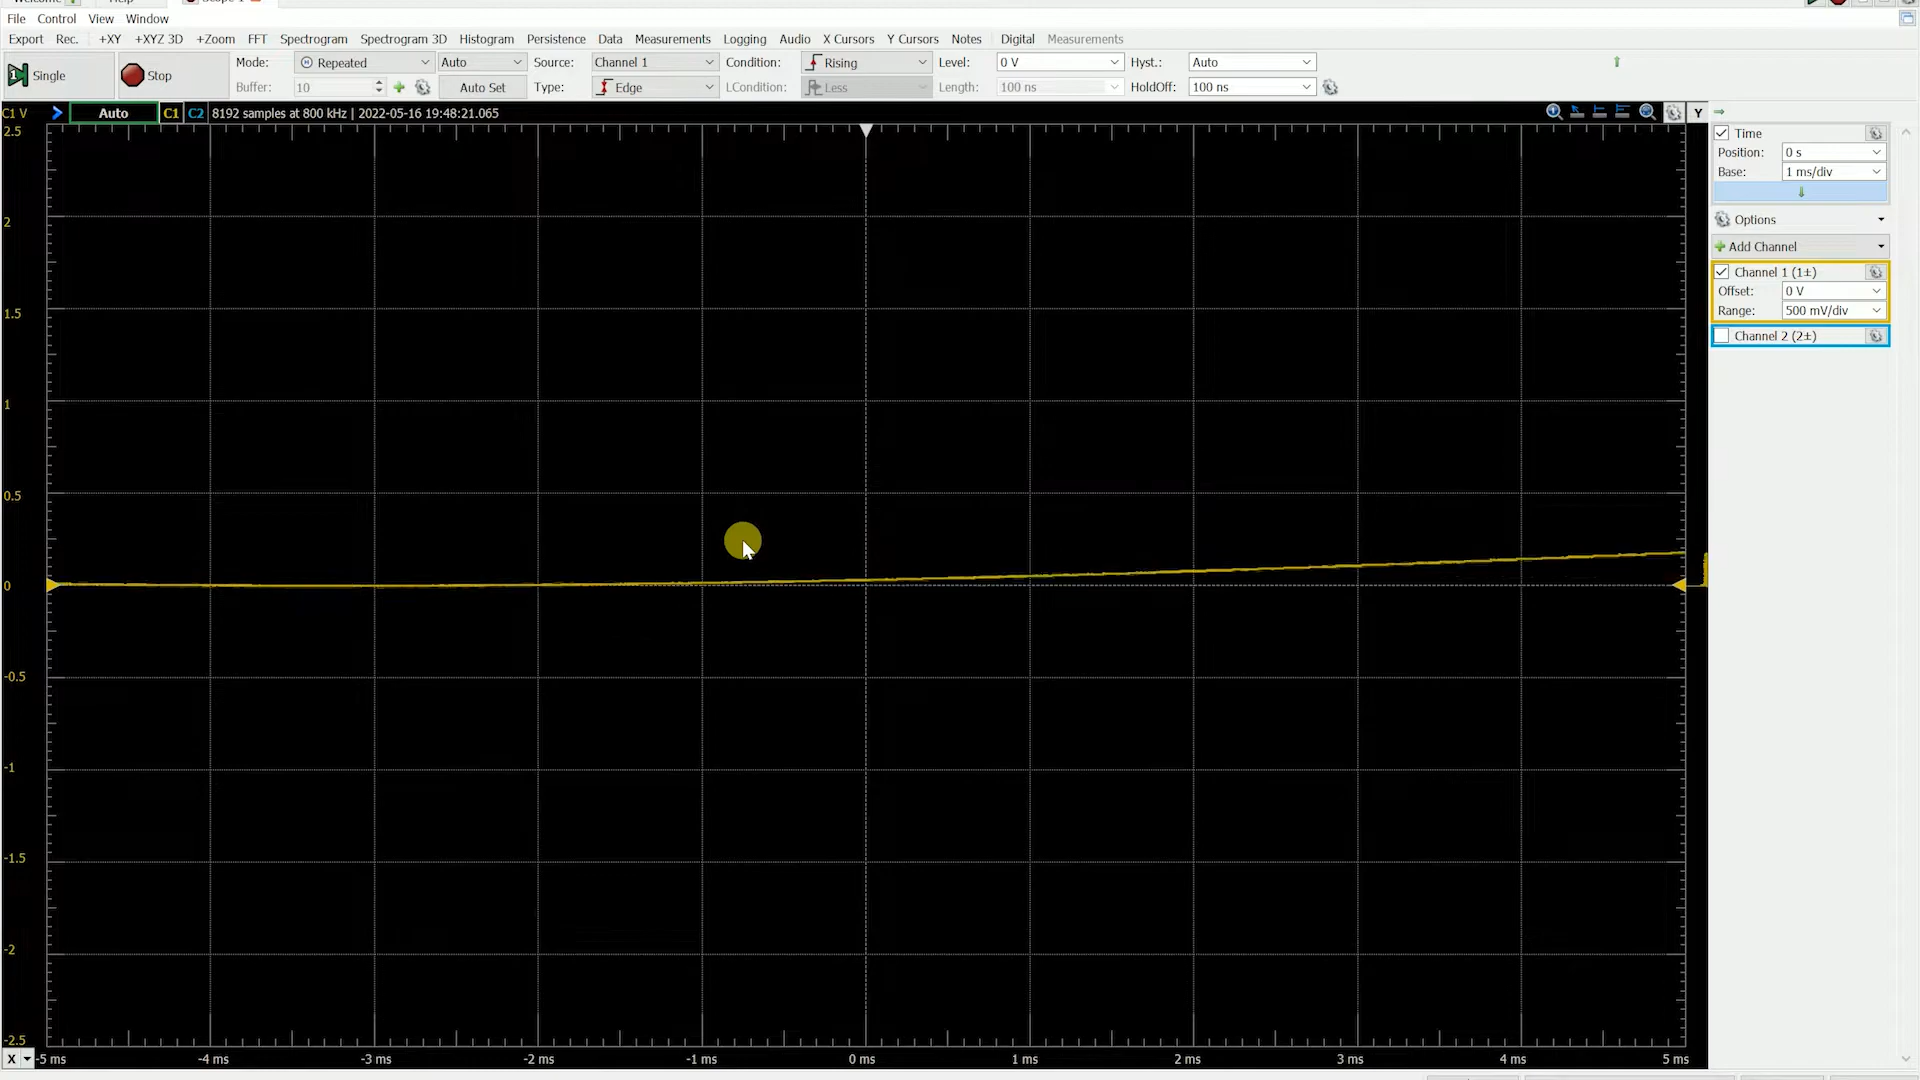 Welcome Help Scope 1
File Control View Window
Export Rec. +XY +XYZ 3D +Zoom FFT Spectrogram Spectrogram 3D Histogram Persistence Data Measurements Logging Audio X Cursors Y Cursors Notes Digital Measurements
1 Single Stop Mode: Repeated Auto Source: Channel 1 Condition: Rising Level: 0 V Hyst.: Auto
Buffer: 10 Auto Set Type: Edge LCondition: Less Length: 100 ns HoldOff: 100 ns
C1 V Auto C1 C2 8192 samples at 800 kHz | 2022-05-16 19:48:21.065 Y
2.5
2
1.5
1
0.5
0
-0.5
-1
-1.5
-2
-2.5
X -5 ms -4 ms -3 ms -2 ms -1 ms 0 ms 1 ms 2 ms 3 ms 4 ms 5 ms
Time
Position: 0 s
Base: 1 ms/div
Options
Add Channel
Channel 1 (1±)
Offset: 0 V
Range: 500 mV/div
Channel 2 (2±)